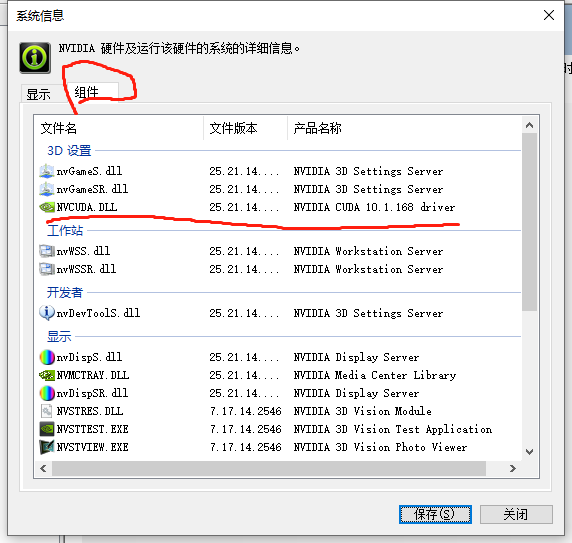 系统信息
NVIDIA 硬件及运行该硬件的系统的详细信息。
时
显示 组件
文件名 文件版本 产品名称
3D 设置
nvGameS.dll 25.21.14.... NVIDIA 3D Settings Server
nvGameSR.dll 25.21.14.... NVIDIA 3D Settings Server
NVCUDA.DLL 25.21.14.... NVIDIA CUDA 10.1.168 driver
工作站
nvWSS.dll 25.21.14.... NVIDIA Workstation Server
nvWSSR.dll 25.21.14.... NVIDIA Workstation Server
开发者
nvDevToolS.dll 25.21.14.... NVIDIA 3D Settings Server
显示
nvDispS.dll 25.21.14.... NVIDIA Display Server
NVMCTRAY.DLL 25.21.14.... NVIDIA Media Center Library
nvDispSR.dll 25.21.14.... NVIDIA Display Server
NVSTRES.DLL 7.17.14.2546 NVIDIA 3D Vision Module
NVSTTEST.EXE 7.17.14.2546 NVIDIA 3D Vision Test Application
NVSTVIEW.EXE 7.17.14.2546 NVIDIA 3D Vision Photo Viewer
保存(S) 关闭